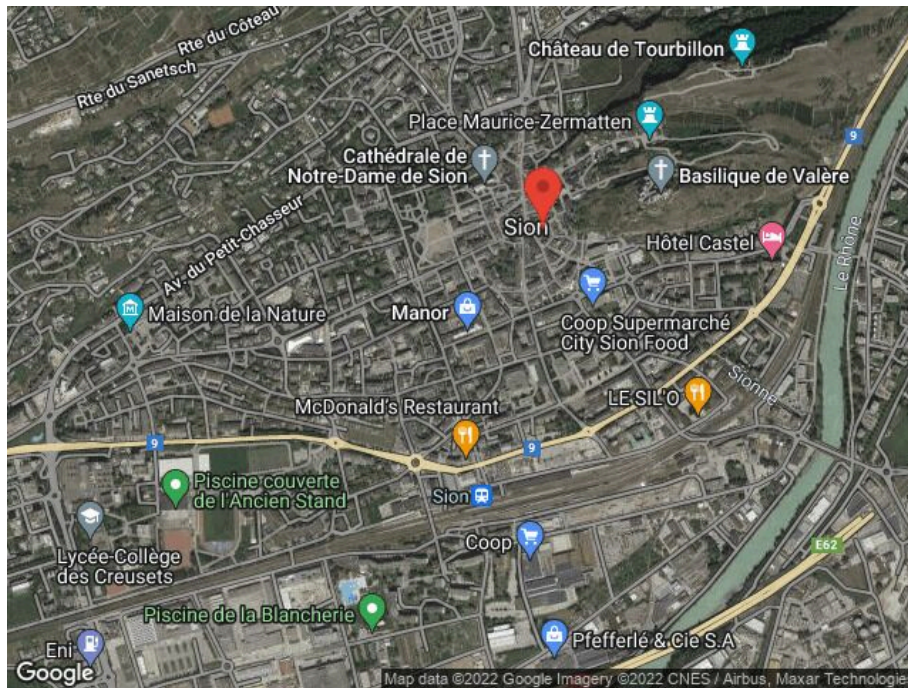 Rte du Côteau
Rte du Sanetsch
Château de Tourbillon
Place Maurice-Zermatten
9
Cathédrale de
Notre-Dame de Sion
Basilique de Valère
Av. du Petit-Chasseur
Sion
Hôtel Castel
Le Rhône
Maison de la Nature
Manor
Coop Supermarché
City Sion Food
Sionne
LE SIL'O
McDonald's Restaurant
9
9
Piscine couverte
de l'Ancien Stand
Sion
Lycée-Collège
des Creusets
Coop
E62
Piscine de la Blancherie
Eni
Pfefferlé & Cie S.A
Google
Map data ©2022 Google Imagery ©2022 CNES / Airbus, Maxar Technologie